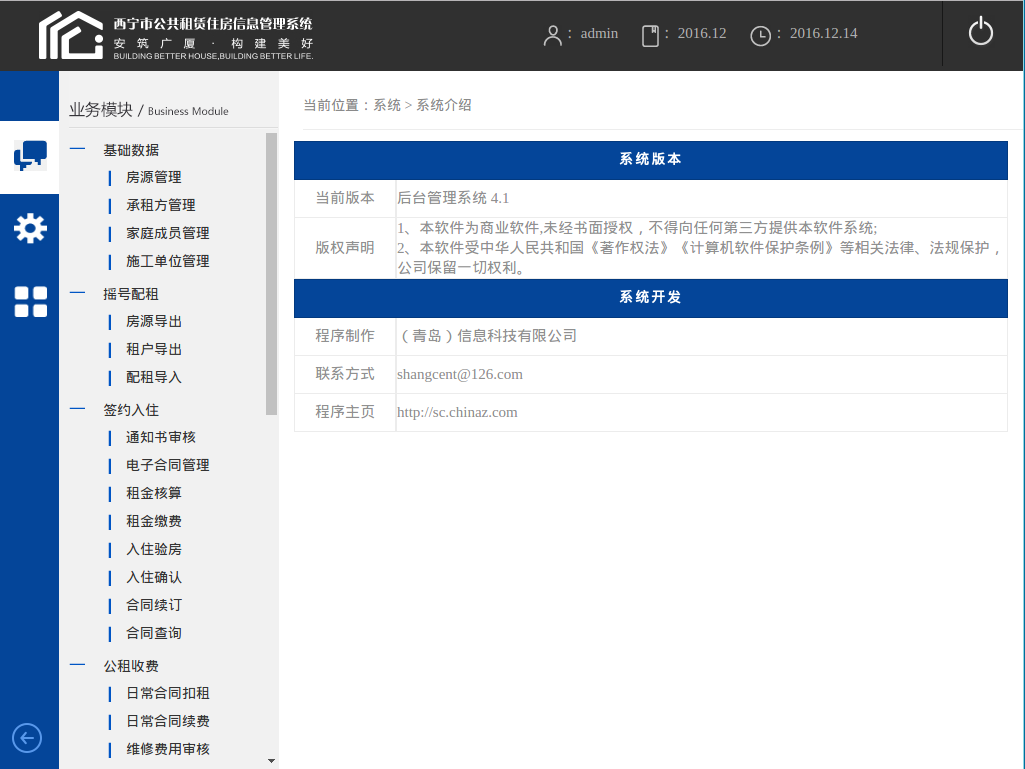 西宁市公共租赁住房信息管理系统
安 筑 广 厦 · 构 建 美 好
BUILDING BETTER HOUSE,BUILDING BETTER LIFE.
: admin
: 2016.12
: 2016.12.14
业务模块 / Business Module
基础数据
房源管理
承租方管理
家庭成员管理
施工单位管理
摇号配租
房源导出
租户导出
配租导入
签约入住
通知书审核
电子合同管理
租金核算
租金缴费
入住验房
入住确认
合同续订
合同查询
公租收费
日常合同扣租
日常合同续费
维修费用审核
当前位置：系统 > 系统介绍
系统版本
当前版本 后台管理系统 4.1
版权声明
1、本软件为商业软件,未经书面授权，不得向任何第三方提供本软件系统;
2、本软件受中华人民共和国《著作权法》《计算机软件保护条例》等相关法律、法规保护，
公司保留一切权利。
系统开发
程序制作 （青岛）信息科技有限公司
联系方式 shangcent@126.com
程序主页 http://sc.chinaz.com